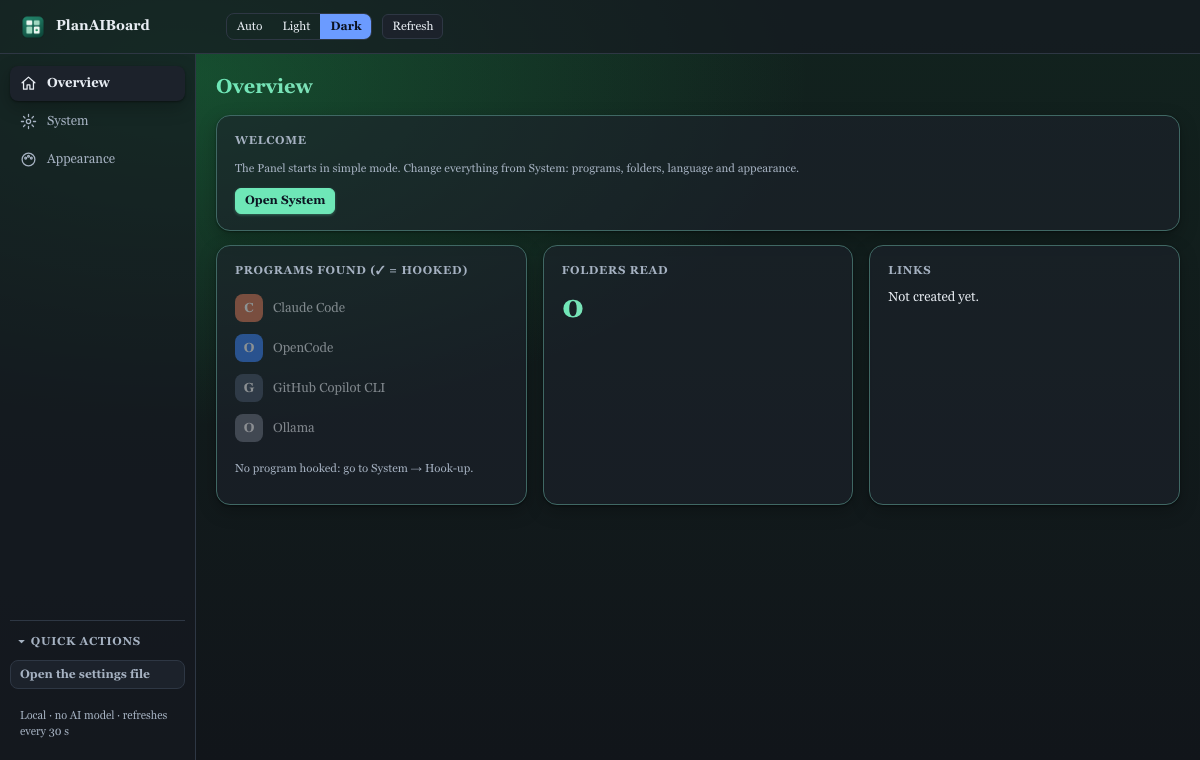 PlanAIBoard
Auto Light Dark Refresh
Overview
System
Appearance
QUICK ACTIONS
Open the settings file
Local · no AI model · refreshes
every 30 s
Overview
WELCOME
The Panel starts in simple mode. Change everything from System: programs, folders, language and appearance.
Open System
PROGRAMS FOUND (✓ = HOOKED)
C Claude Code
O OpenCode
G GitHub Copilot CLI
O Ollama
No program hooked: go to System → Hook-up.
FOLDERS READ
0
LINKS
Not created yet.